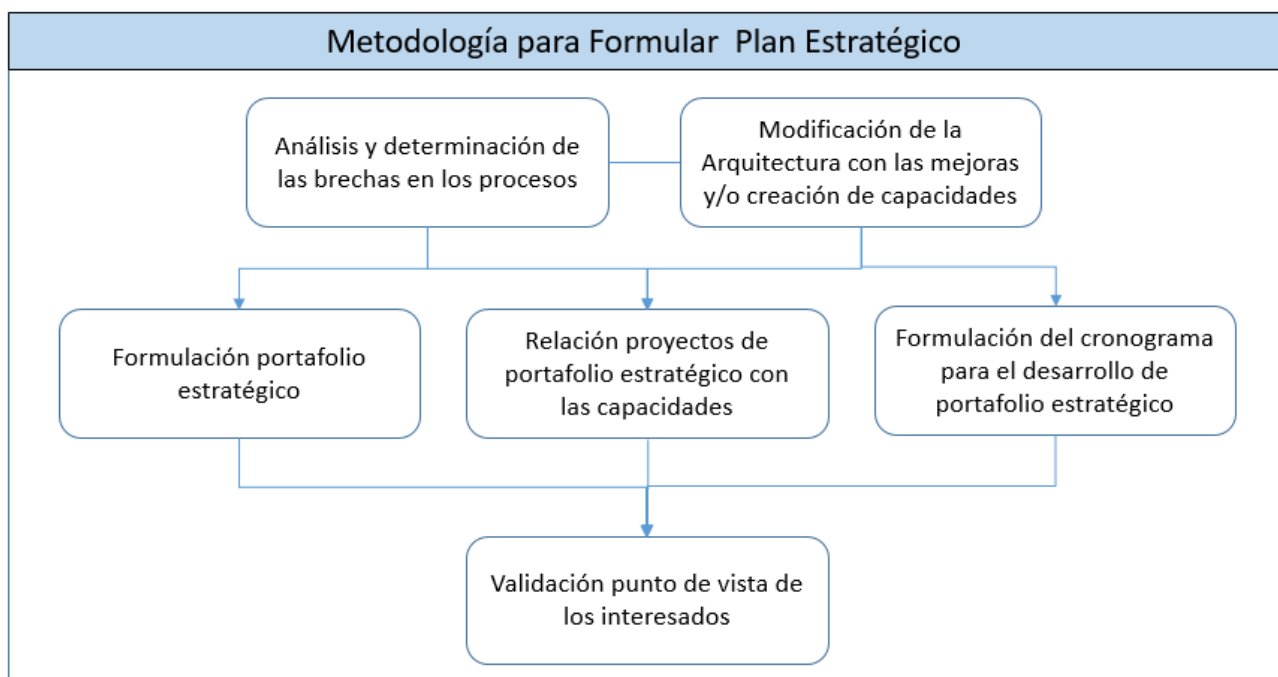 Metodología para Formular Plan Estratégico
Análisis y determinación de
las brechas en los procesos
Modificación de la
Arquitectura con las mejoras
y/o creación de capacidades
Formulación portafolio
estratégico
Relación proyectos de
portafolio estratégico con
las capacidades
Formulación del cronograma
para el desarrollo de
portafolio estratégico
Validación punto de vista de
los interesados